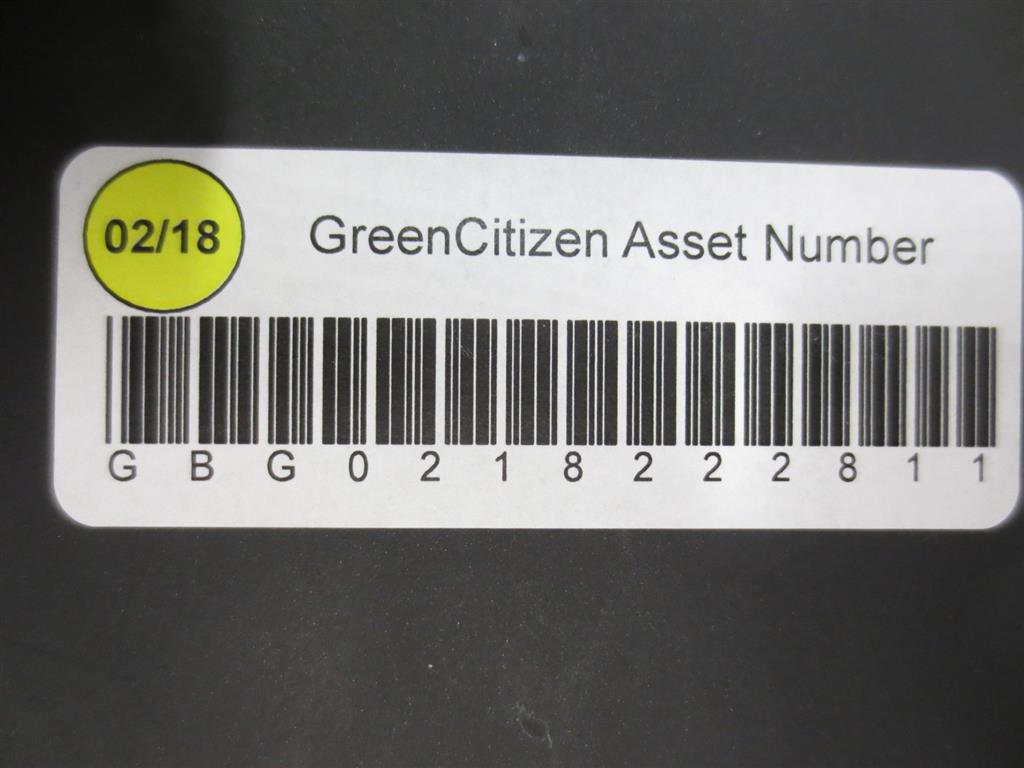 02/18
GreenCitizen Asset Number
G B G 0 2 1 8 2 2 2 8 1 1